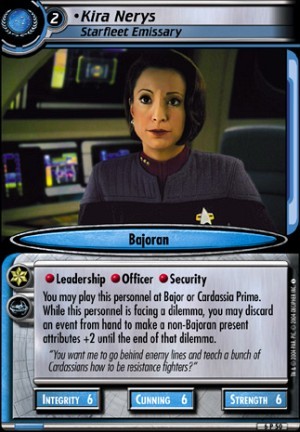 2
•Kira Nerys
Starfleet Emissary
Bajoran
Leadership Officer Security
You may play this personnel at Bajor or Cardassia Prime.
While this personnel is facing a dilemma, you may discard
an event from hand to make a non-Bajoran present
attributes +2 until the end of that dilemma.
"You want me to go behind enemy lines and teach a bunch of
Cardassians how to be resistance fighters?"
INTEGRITY 6 CUNNING 6 STRENGTH 6